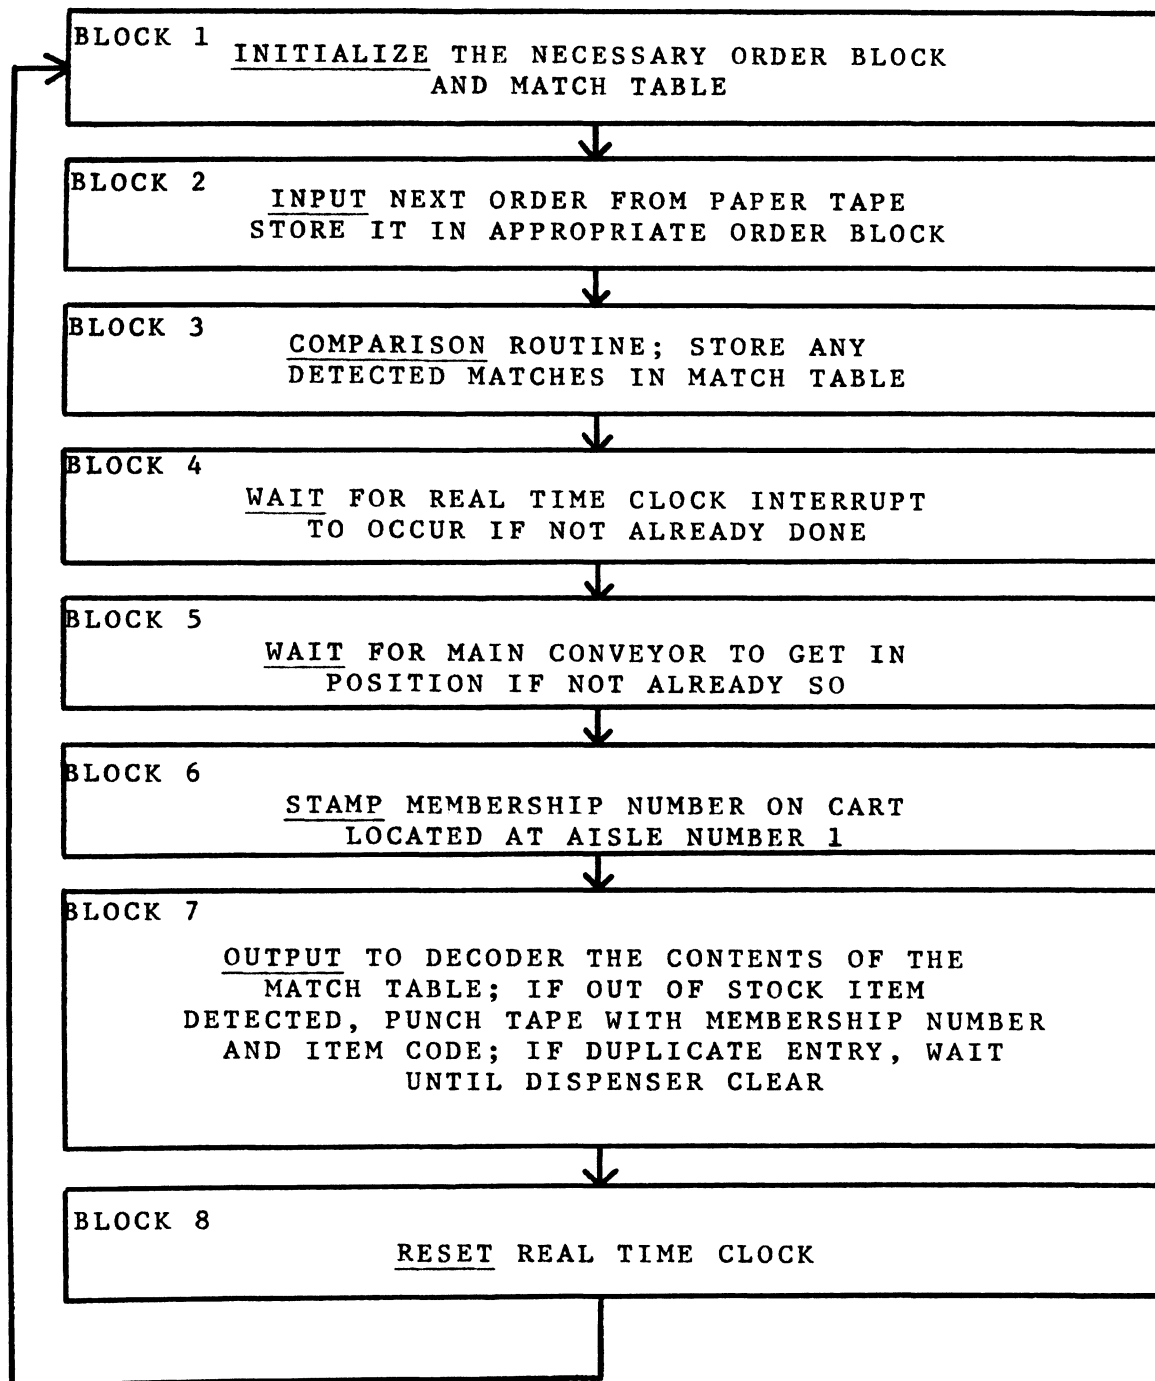 BLOCK 1
INITIALIZE THE NECESSARY ORDER BLOCK
AND MATCH TABLE
BLOCK 2
INPUT NEXT ORDER FROM PAPER TAPE
STORE IT IN APPROPRIATE ORDER BLOCK
BLOCK 3
COMPARISON ROUTINE; STORE ANY
DETECTED MATCHES IN MATCH TABLE
BLOCK 4
WAIT FOR REAL TIME CLOCK INTERRUPT
TO OCCUR IF NOT ALREADY DONE
BLOCK 5
WAIT FOR MAIN CONVEYOR TO GET IN
POSITION IF NOT ALREADY SO
BLOCK 6
STAMP MEMBERSHIP NUMBER ON CART
LOCATED AT AISLE NUMBER 1
BLOCK 7
OUTPUT TO DECODER THE CONTENTS OF THE
MATCH TABLE; IF OUT OF STOCK ITEM
DETECTED, PUNCH TAPE WITH MEMBERSHIP NUMBER
AND ITEM CODE; IF DUPLICATE ENTRY, WAIT
UNTIL DISPENSER CLEAR
BLOCK 8
RESET REAL TIME CLOCK